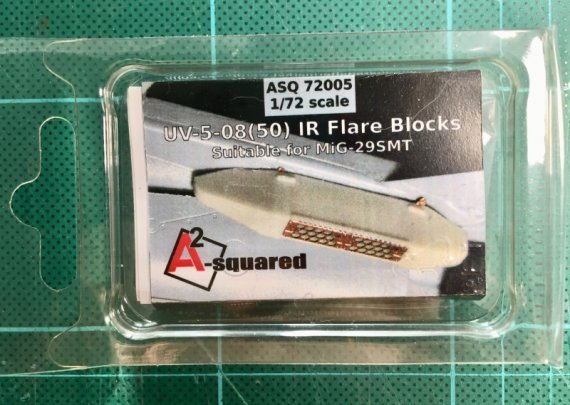 ASQ 72005
1/72 scale
UV-5-08(50) IR Flare Blocks
Suitable for MiG-29SMT
A2-squared